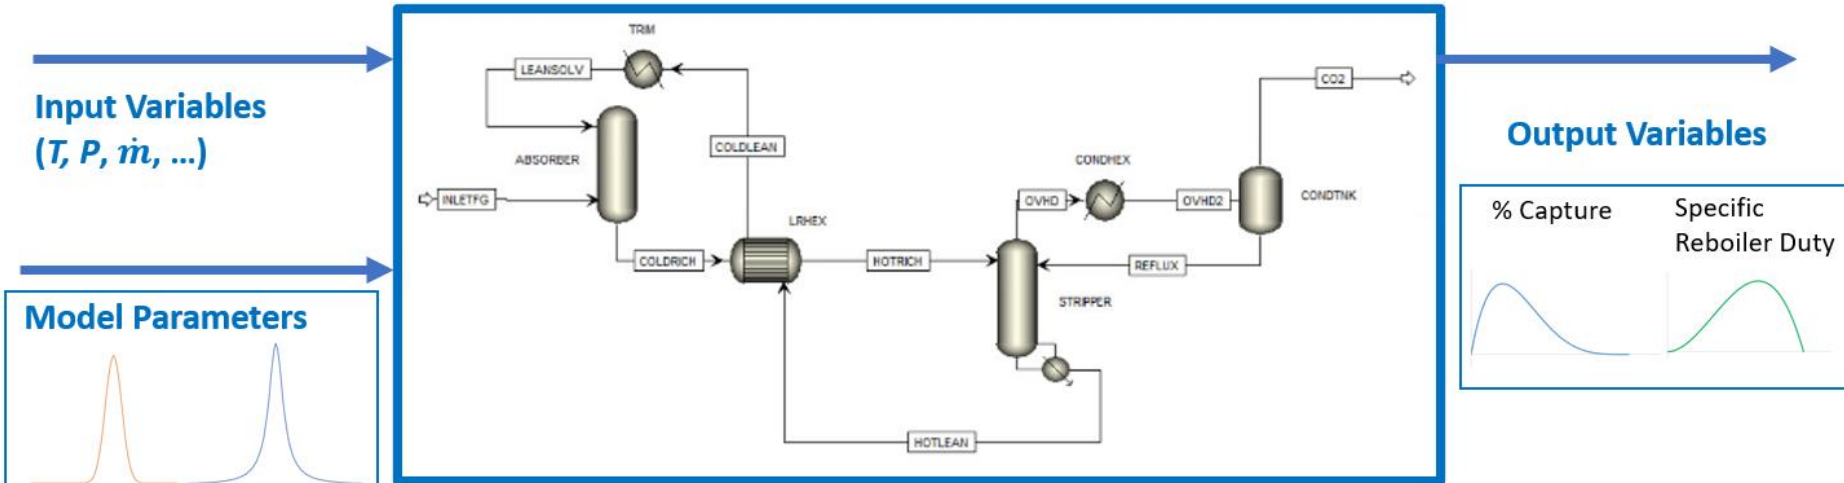 Input Variables
(T, P, ṁ, ...)
Model Parameters
TRIM
LEANSOLV
ABSORBER
COLDLEAN
INLETFG
LRHEX
COLDRICH
HOTRICH
CONDHEX
OVHD
OVHD2
CO2
CONDTNK
REFLUX
STRIPPER
HOTLEAN
Output Variables
% Capture
Specific
Reboiler Duty